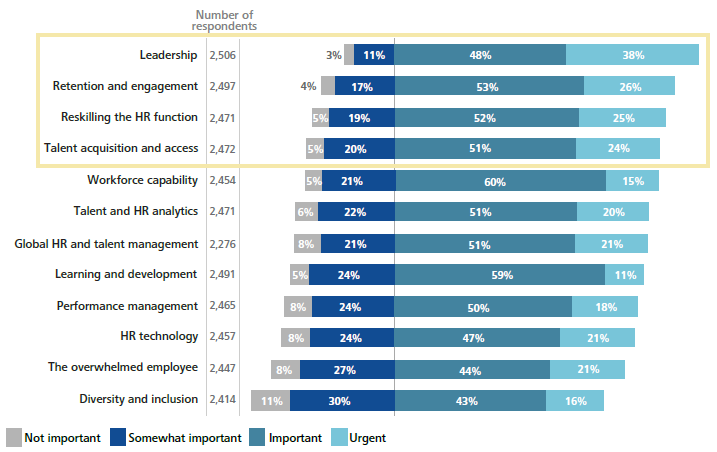 Number of
respondents
Leadership 2,506 3% 11% 48% 38%
Retention and engagement 2,497 4% 17% 53% 26%
Reskilling the HR function 2,471 5% 19% 52% 25%
Talent acquisition and access 2,472 5% 20% 51% 24%
Workforce capability 2,454 5% 21% 60% 15%
Talent and HR analytics 2,471 6% 22% 51% 20%
Global HR and talent management 2,276 8% 21% 51% 21%
Learning and development 2,491 5% 24% 59% 11%
Performance management 2,465 8% 24% 50% 18%
HR technology 2,457 8% 24% 47% 21%
The overwhelmed employee 2,447 8% 27% 44% 21%
Diversity and inclusion 2,414 11% 30% 43% 16%
Not important Somewhat important Important Urgent